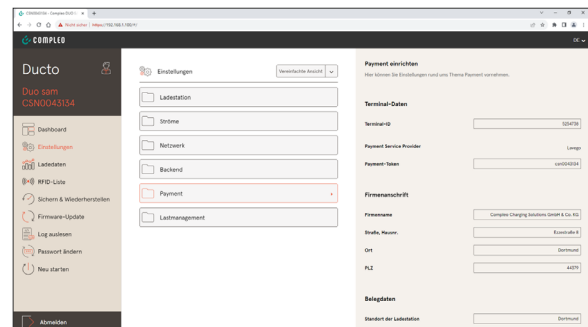 CSN0043134 - Compleo DUO
Nicht sicher | https://192.168.1.100/#/
COMPLEO
DE
Ducto
Duo sam
CSN0043134
Dashboard
Einstellungen
Ladedaten
RFID-Liste
Sichern & Wiederherstellen
Firmware-Update
Log auslesen
Passwort ändern
Neu starten
Abmelden
Einstellungen
Vereinfachte Ansicht
Ladestation
Ströme
Netzwerk
Backend
Payment
Lastmanagement
Payment einrichten
Hier können Sie Einstellungen rund ums Thema Payment vornehmen.
Terminal-Daten
Terminal-ID
Payment Service Provider
Lavego
Payment-Token
csn0043134
Firmenanschrift
Firmenname
Compleo Charging Solutions GmbH & Co. KG
Straße, Hausnr.
Ezzestraße 8
Ort
Dortmund
PLZ
44379
Belegdaten
Standort der Ladestation
Dortmund